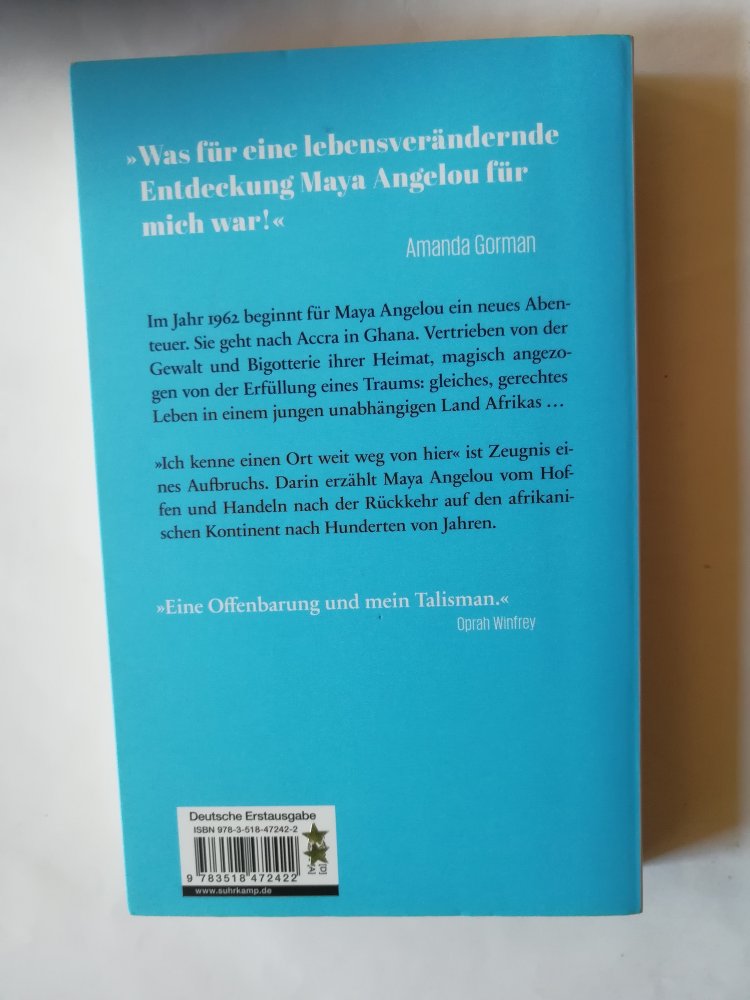 »Was für eine lebensverändernde
Entdeckung Maya Angelou für
mich war!«
Amanda Gorman
Im Jahr 1962 beginnt für Maya Angelou ein neues Aben-
teuer. Sie geht nach Accra in Ghana. Vertrieben von der
Gewalt und Bigotterie ihrer Heimat, magisch angezo-
gen von der Erfüllung eines Traums: gleiches, gerechtes
Leben in einem jungen unabhängigen Land Afrikas …
»Ich kenne einen Ort weit weg von hier« ist Zeugnis ei-
nes Aufbruchs. Darin erzählt Maya Angelou vom Hof-
fen und Handeln nach der Rückkehr auf den afrikani-
schen Kontinent nach Hunderten von Jahren.
»Eine Offenbarung und mein Talisman.«
Oprah Winfrey
Deutsche Erstausgabe
ISBN 978-3-518-47242-2
9 783518 472422
[D]
[A]
www.suhrkamp.de